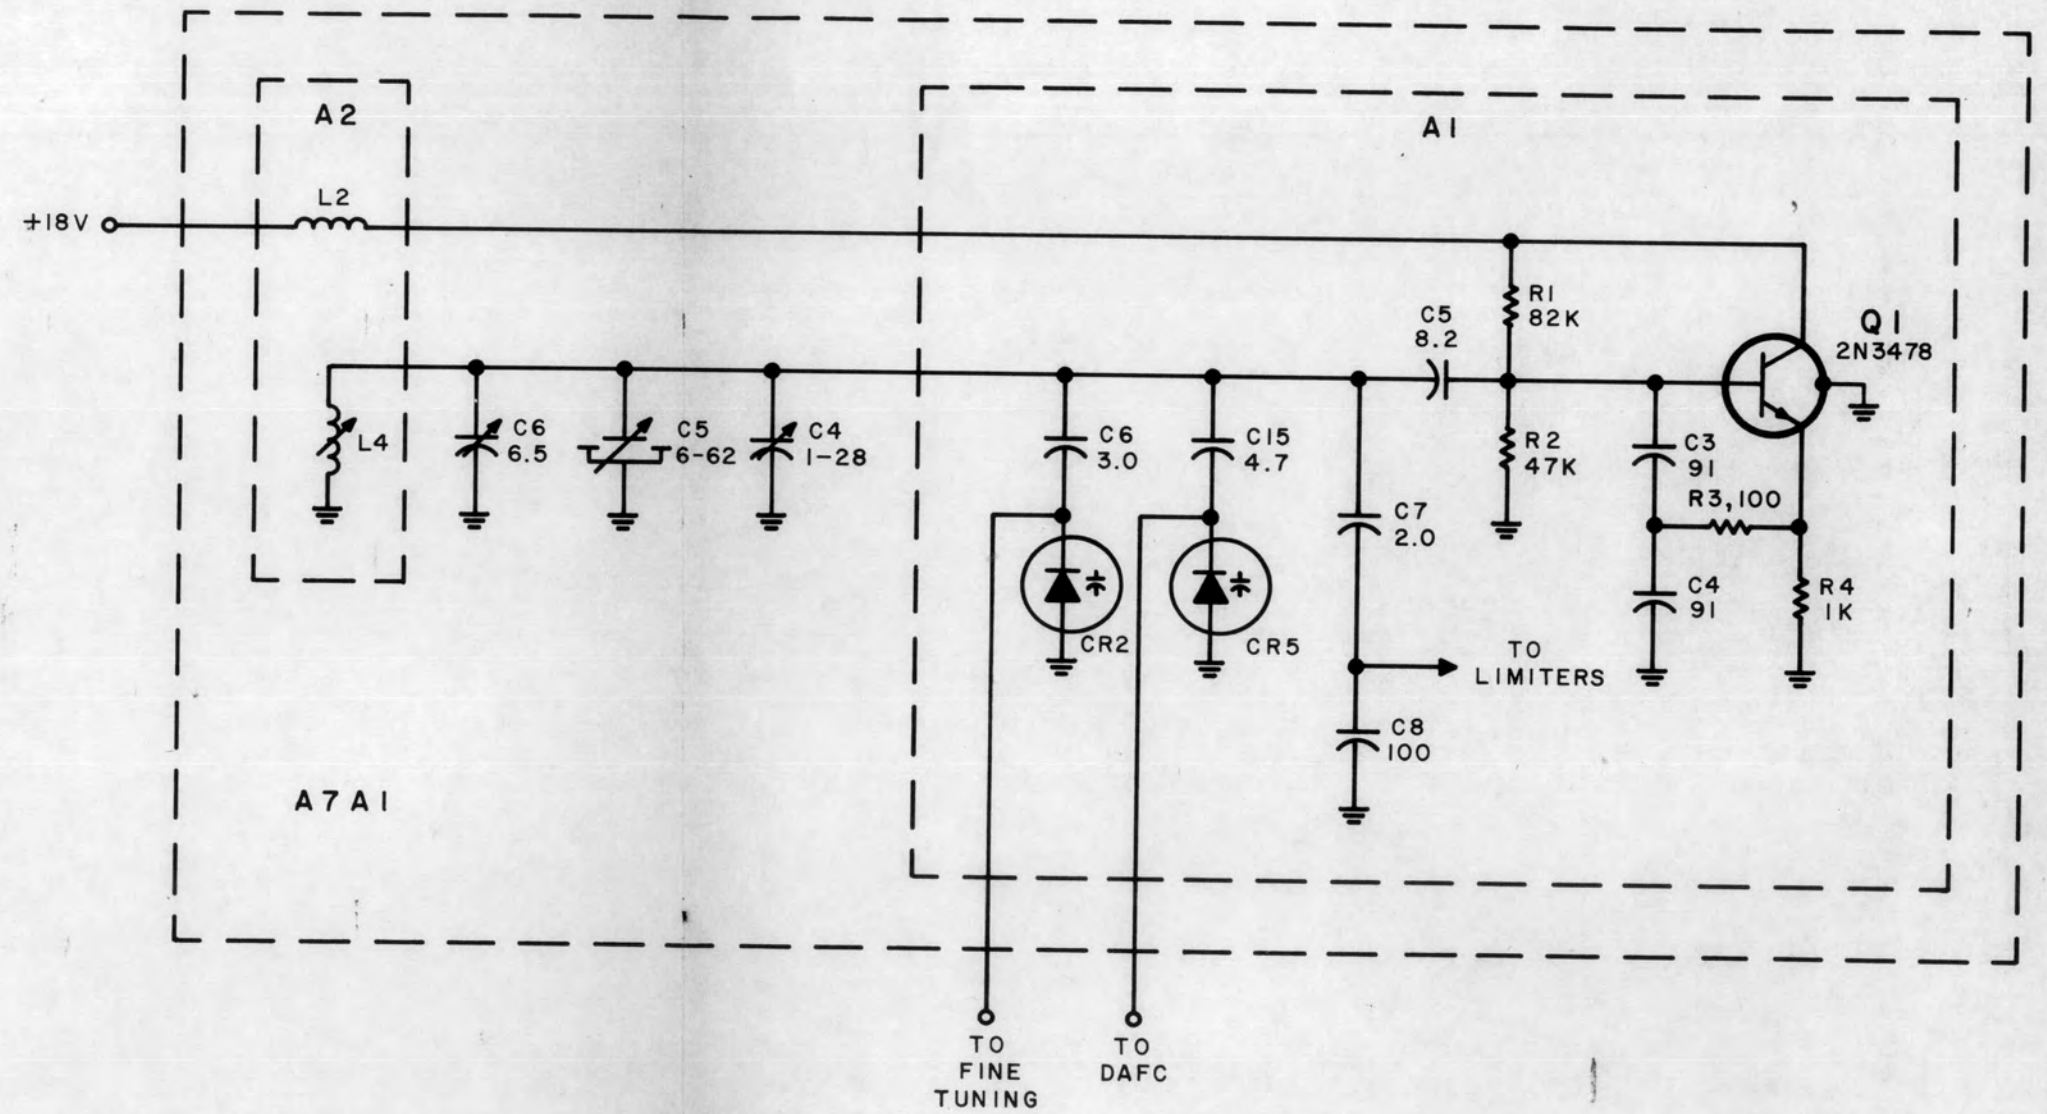 A2
A1
L2
+18V
R1
82K
C5
8.2
Q1
2N3478
L4
C6
6.5
C5
6-62
C4
1-28
C6
3.0
C15
4.7
R2
47K
C3
91
R3,100
C7
2.0
C4
91
R4
1K
CR2
CR5
TO
LIMITERS
C8
100
A7A1
TO
FINE
TUNING
TO
DAFC